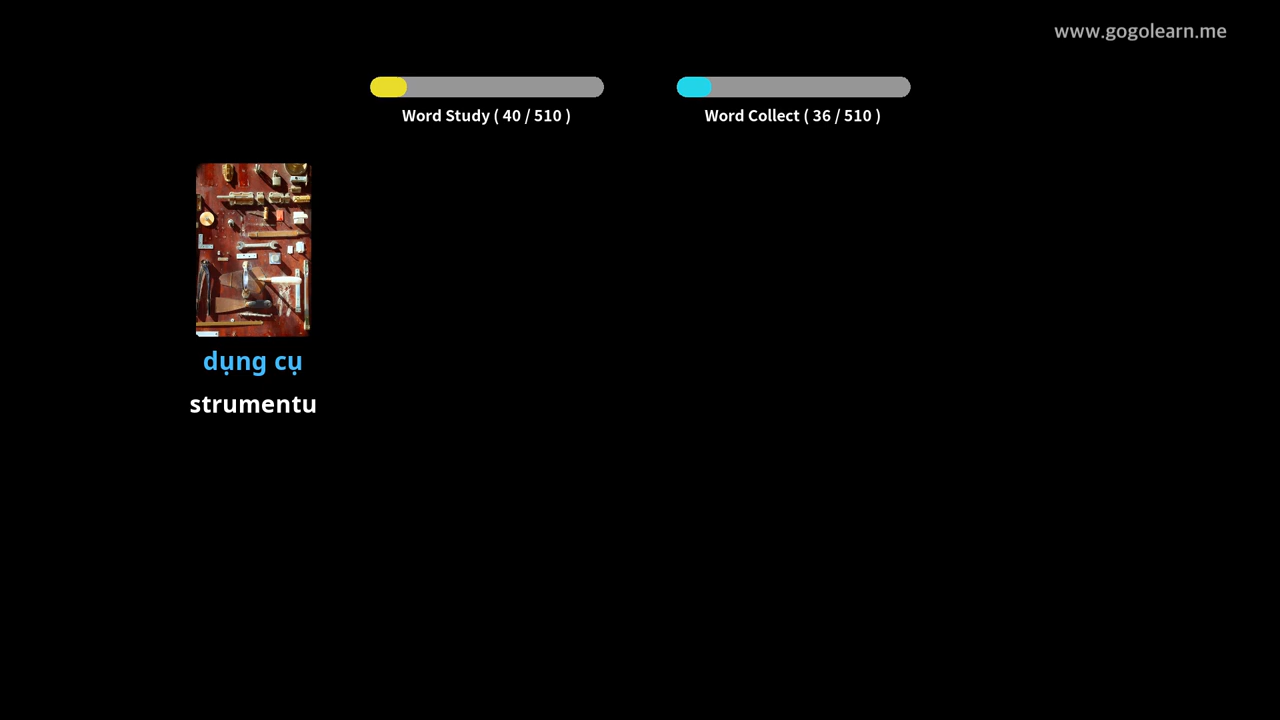 www.gogolearn.me
Word Study ( 40 / 510 )
Word Collect ( 36 / 510 )
dụng cụ
strumentu